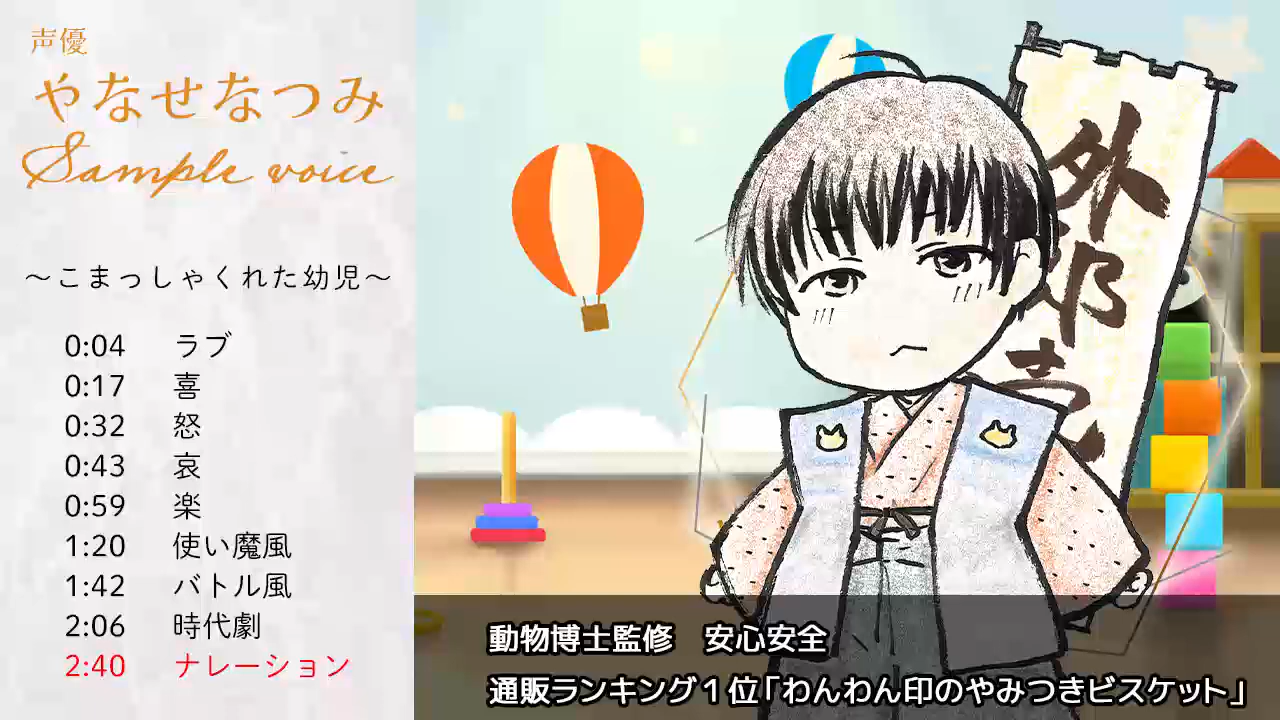 声優
やなせなつみ
Sample voice
～こまっしゃくれた幼児～
0:04 ラブ
0:17 喜
0:32 怒
0:43 哀
0:59 楽
1:20 使い魔風
1:42 バトル風
2:06 時代劇
2:40 ナレーション
外郎売
動物博士監修　安心安全
通販ランキング１位「わんわん印のやみつきビスケット」